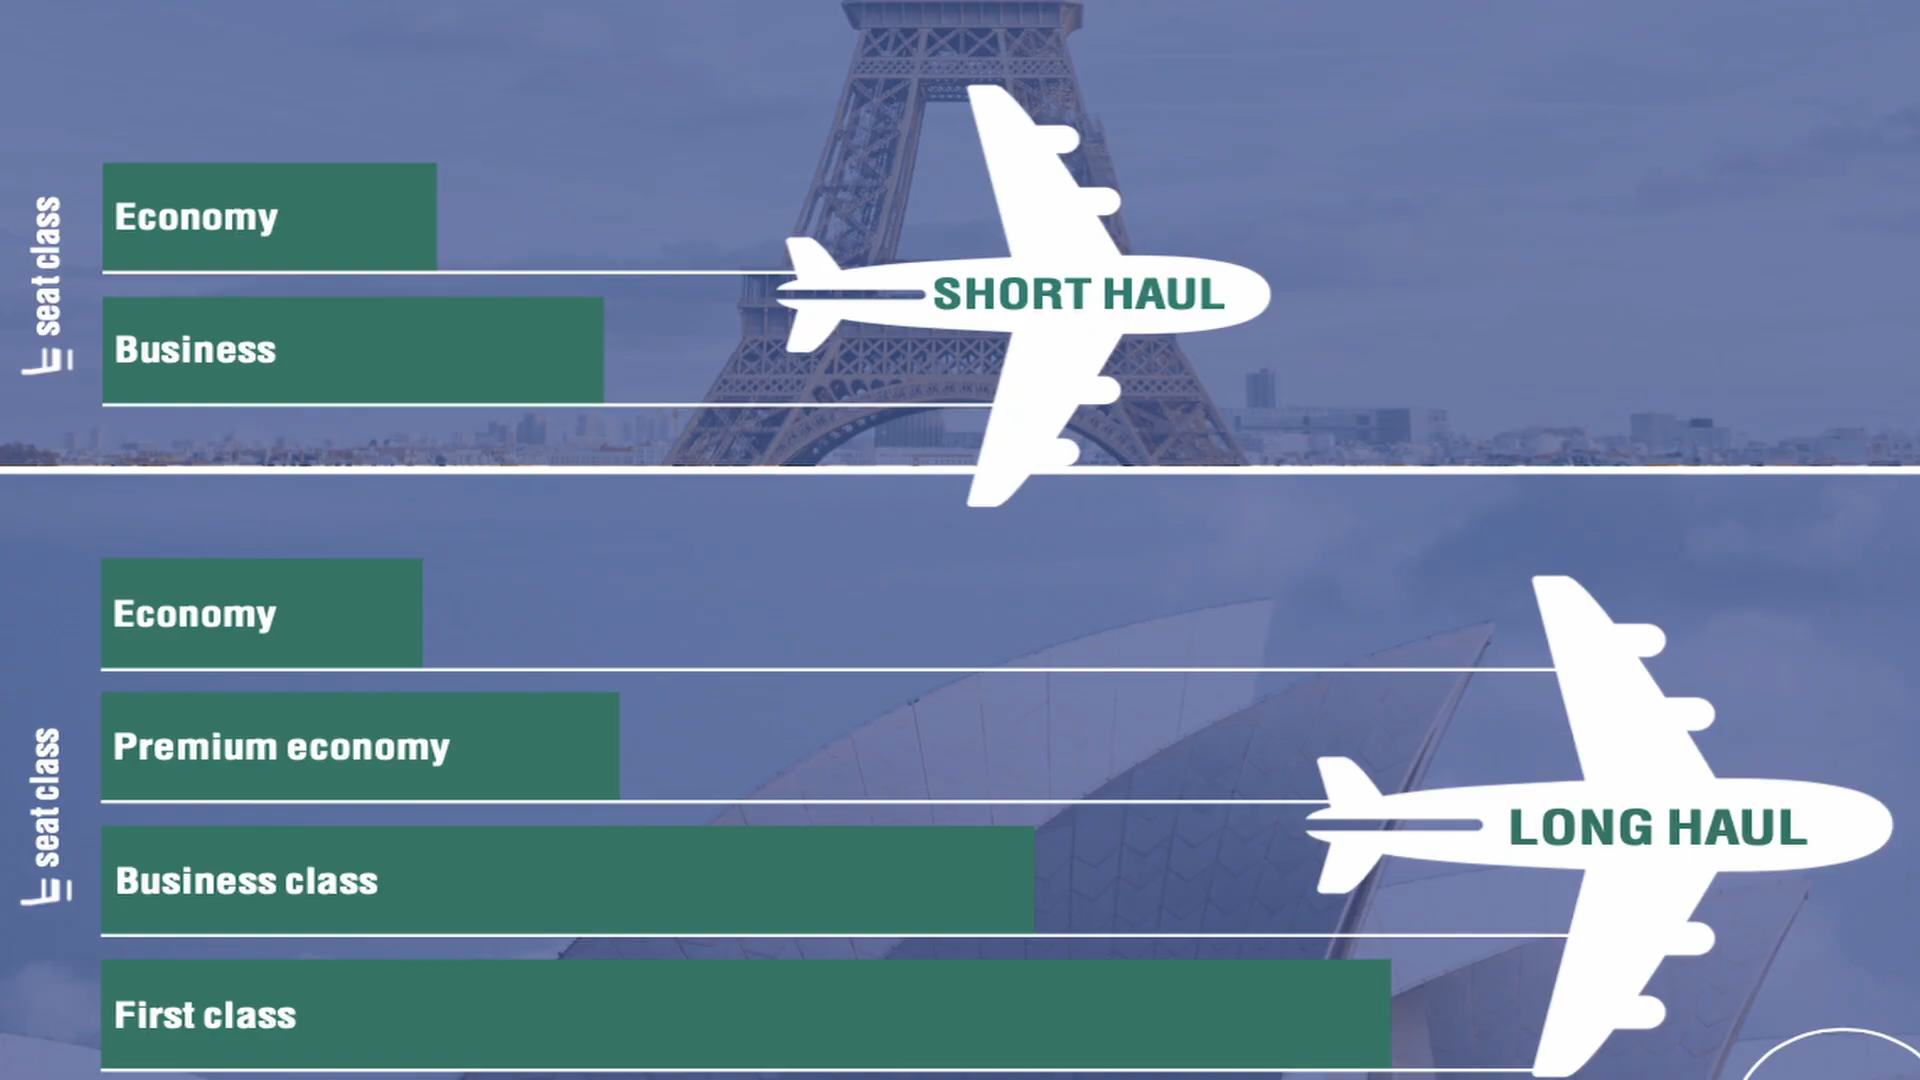 seat class
Economy
Business
SHORT HAUL
seat class
Economy
Premium economy
Business class
First class
LONG HAUL